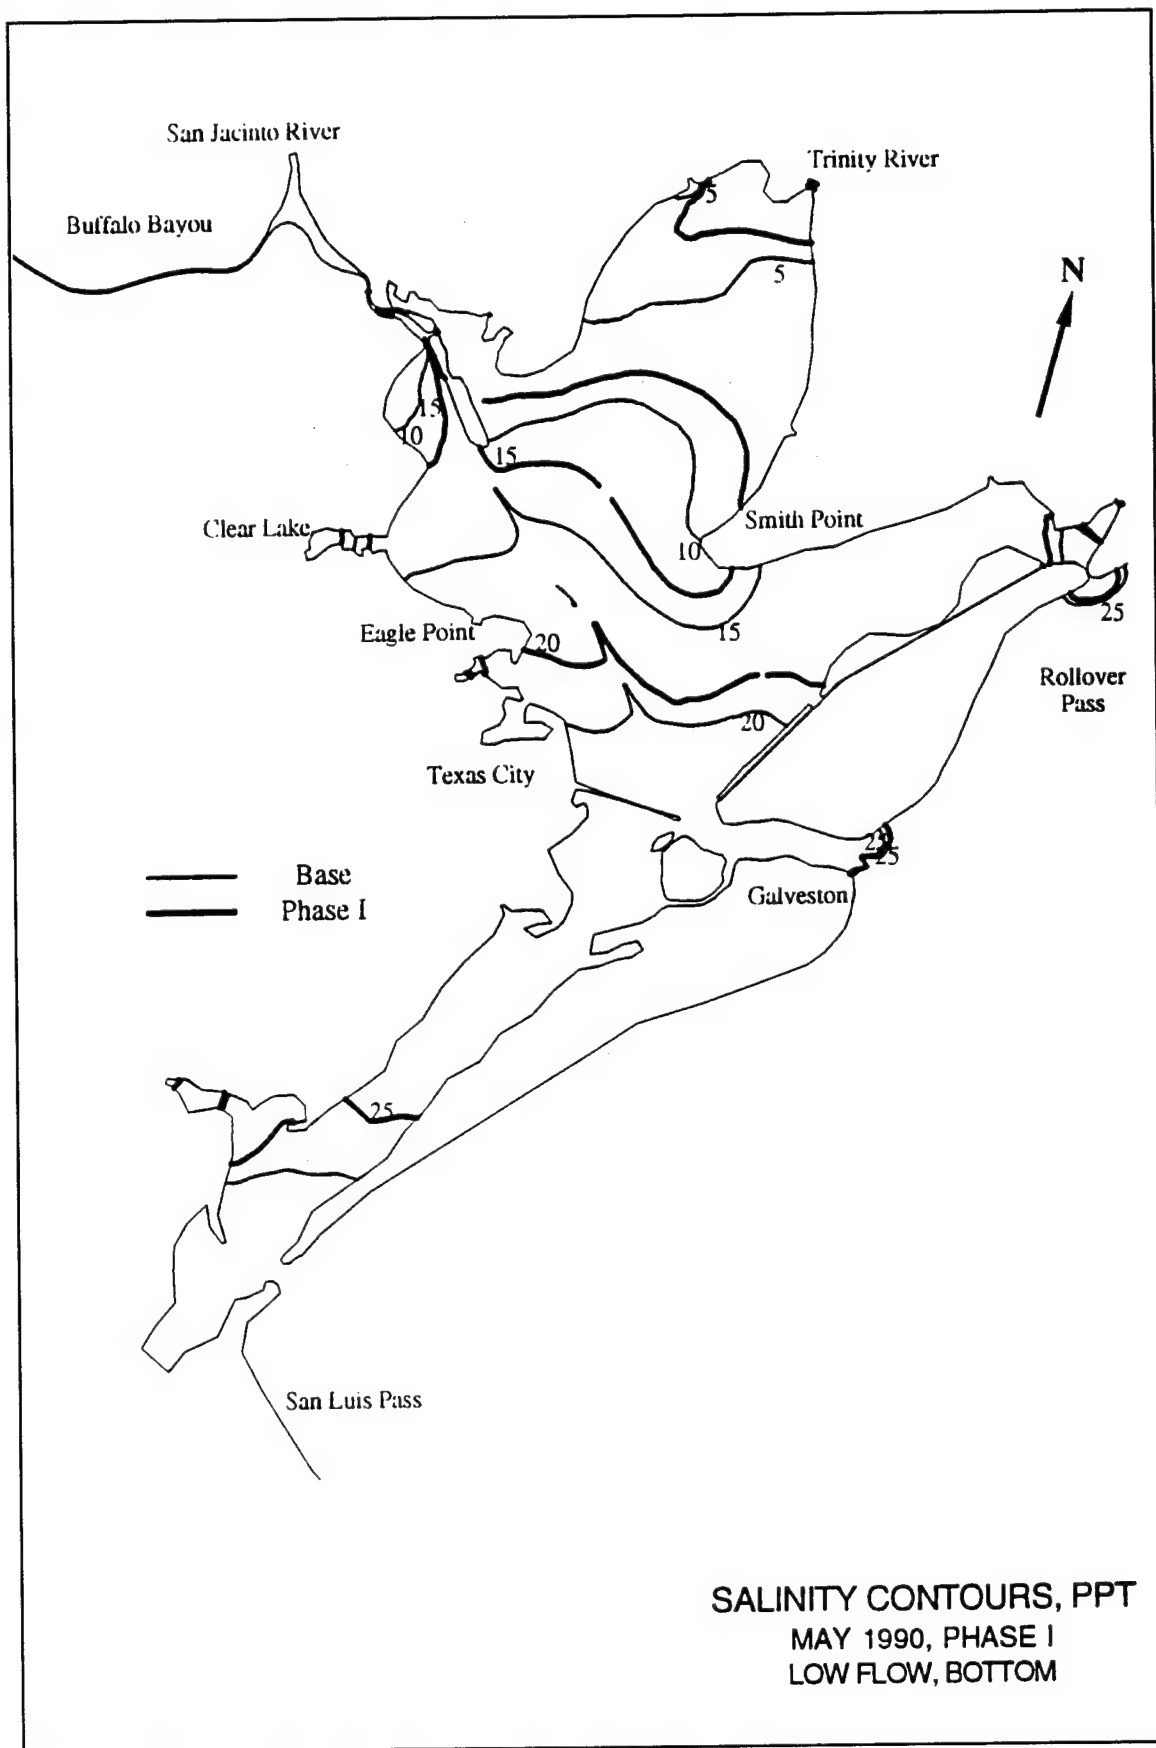 San Jacinto River
Trinity River
5
Buffalo Bayou
5
N
15
10
15
Smith Point
Clear Lake
10
25
15
Eagle Point
20
Rollover
Pass
20
Texas City
25
Base
Galveston
Phase I
25
San Luis Pass
SALINITY CONTOURS, PPT
MAY 1990, PHASE I
LOW FLOW, BOTTOM